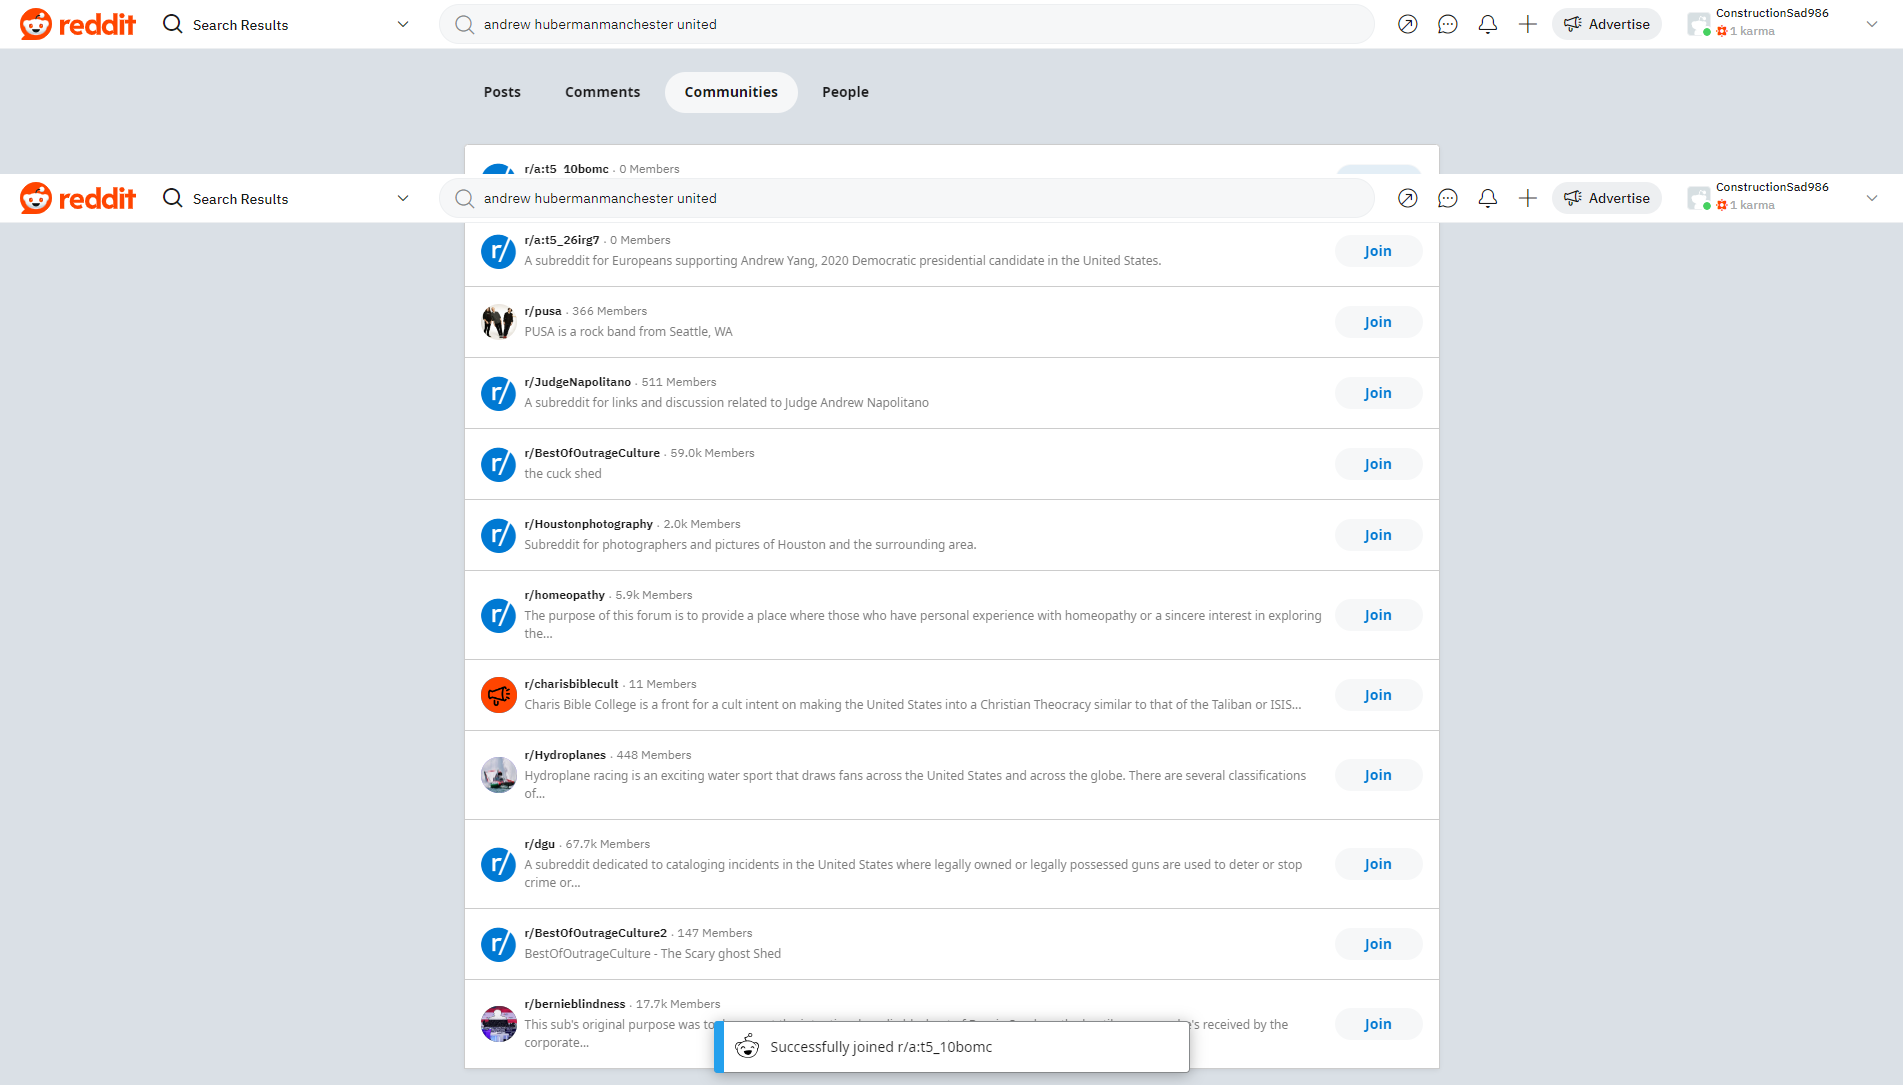 reddit
Search Results
andrew hubermanmanchester united
Advertise
ConstructionSad986
1 karma
Posts
Comments
Communities
People
r/a:t5_10bomc · 0 Members
reddit
Search Results
andrew hubermanmanchester united
Advertise
ConstructionSad986
1 karma
r/a:t5_26irg7 · 0 Members
A subreddit for Europeans supporting Andrew Yang, 2020 Democratic presidential candidate in the United States.
Join
r/pusa · 366 Members
PUSA is a rock band from Seattle, WA
Join
r/JudgeNapolitano · 511 Members
A subreddit for links and discussion related to Judge Andrew Napolitano
Join
r/BestOfOutrageCulture · 59.0k Members
the cuck shed
Join
r/Houstonphotography · 2.0k Members
Subreddit for photographers and pictures of Houston and the surrounding area.
Join
r/homeopathy · 5.9k Members
The purpose of this forum is to provide a place where those who have personal experience with homeopathy or a sincere interest in exploring
the...
Join
r/charisbiblecult · 11 Members
Charis Bible College is a front for a cult intent on making the United States into a Christian Theocracy similar to that of the Taliban or ISIS...
Join
r/Hydroplanes · 448 Members
Hydroplane racing is an exciting water sport that draws fans across the United States and across the globe. There are several classifications
of...
Join
r/dgu · 67.7k Members
A subreddit dedicated to cataloging incidents in the United States where legally owned or legally possessed guns are used to deter or stop
crime or...
Join
r/BestOfOutrageCulture2 · 147 Members
BestOfOutrageCulture - The Scary ghost Shed
Join
r/bernieblindness · 17.7k Members
This sub's original purpose was to received by the
corporate...
Join
Successfully joined r/a:t5_10bomc